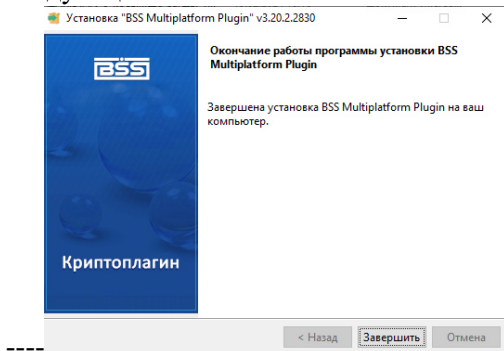 Установка "BSS Multiplatform Plugin" v3.20.2.2830
BSS
Окончание работы программы установки BSS
Multiplatform Plugin
Завершена установка BSS Multiplatform Plugin на ваш
компьютер.
Криптоплагин
< Назад
Завершить
Отмена
----